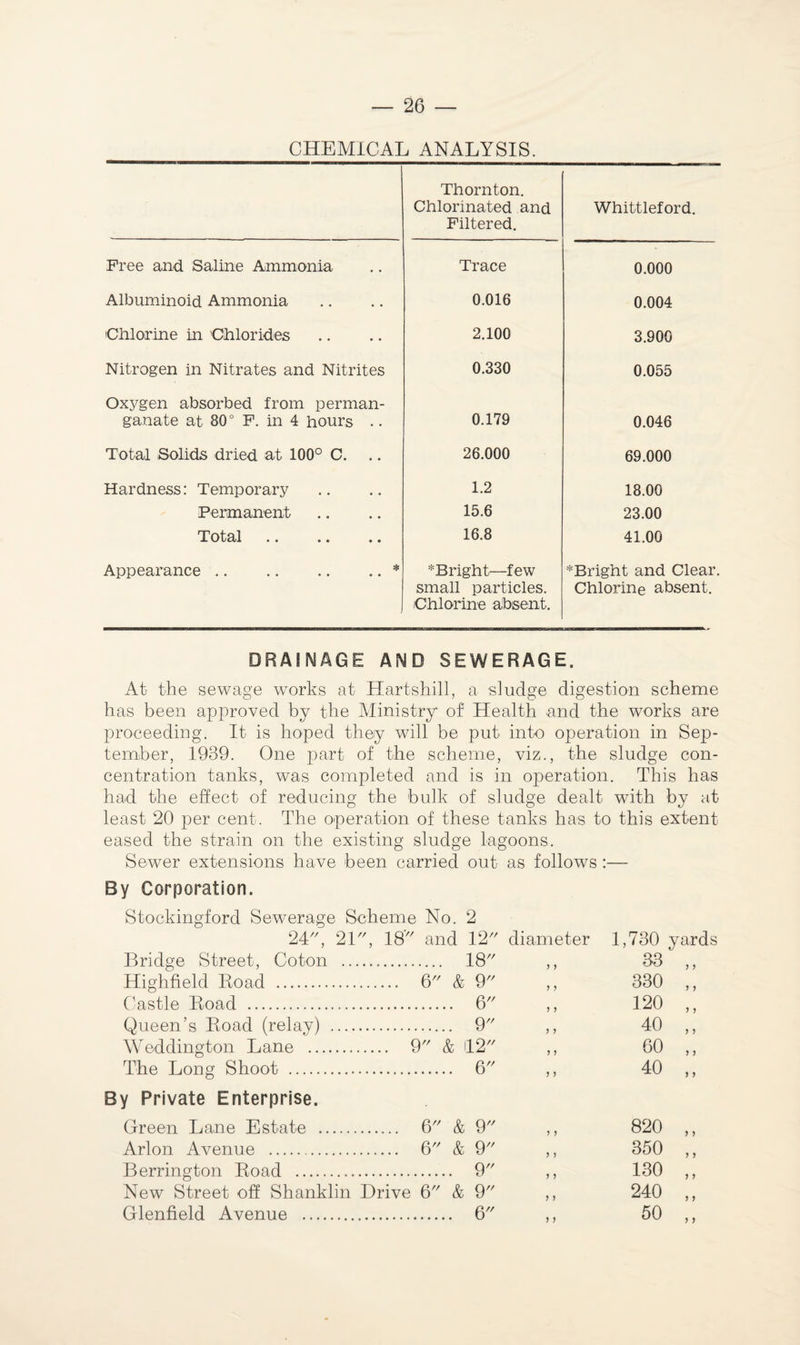 — 26 —
CHEMICAL ANALYSIS.
Thornton. Chlorinated and Filtered. Whittleford.
Free and Saline Ammonia .. Trace 0.000
Albuminoid Ammonia .. .. 0.016 0.004
Chlorine in Chlorides .. .. 2.100 3.900
Nitrogen in Nitrates and Nitrites 0.330 0.055
Oxygen absorbed from perman-
ganate at 80° F. in 4 hours .. 0.179 0.046
Total Solids dried at 100° C. .. 26.000 69.000
Hardness: Temporary .. .. 1.2 18.00
Permanent .. .. 15.6 23.00
Total .. .. .. 16.8 41.00
Appearance .. .. .. .. * *Bright—few *Bright and Clear.
small particles. Chlorine absent.
Chlorine absent.
DRAINAGE AND SEWERAGE.
At the sewage works at Hartshill, a sludge digestion scheme
has been approved by the Ministry of Health and the works are
proceeding. It is hoped they will be put into operation in Sep-
tember, 1939. One part of the scheme, viz., the sludge con-
centration tanks, was completed and is in operation. This has
had the effect of reducing the bulk of sludge dealt with by at
least 20 per cent. The operation of these tanks has to this extent
eased the strain on the existing sludge lagoons.
Sewer extensions have been carried out as follows :—
By Corporation.
Stockingford Sewerage Scheme No. 2
24″, 21″, 18″ and 12″ diameter 1,730 yards
Bridge Street, Coton ................ 18″ ,, 33 ,,
Highfield Road .................. 6″ & 9″ ,, 330 ,,
Castle Road ............................. 6″ ,, 120 ,,
Queen's Road (relay) .................. 9″ ,, 40 ,,
Weddington Lane ............ 9″ & 12″ ,, 60 ,,
The Long Shoot ........................ 6″ ,, 40 ,,
By Private Enterprise.
Green Lane Estate ............ 6″ & 9″ ,, 820 ,,
Arlon Avenue .................. 6″ & 9″ ,, 350 ,,
Berrington Road ....................... 9″ ,, 130 ,,
New Street off Shanklin Drive 6″ & 9″ ,, 240 ,,
Glenfield Avenue ...................... 6″ ,, 50 ,,